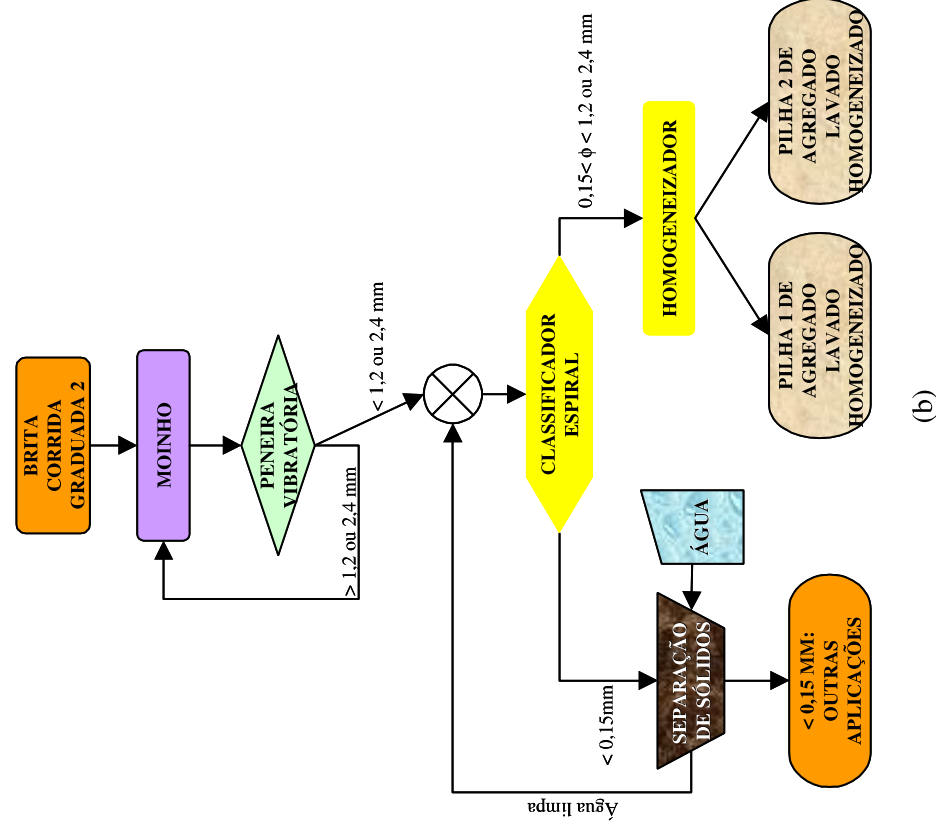 BRITA
CORRIDA
GRADUADA 2
MOINHO
PENEIRA
VIBRATÓRIA
> 1,2 ou 2,4 mm
< 1,2 ou 2,4 mm
CLASSIFICADOR
ESPIRAL
0,15< ϕ < 1,2 ou 2,4 mm
HOMOGENEIZADOR
PILHA 1 DE
AGREGADO
LAVADO
HOMOGENEIZADO
PILHA 2 DE
AGREGADO
LAVADO
HOMOGENEIZADO
< 0,15mm
SEPARAÇÃO
DE SÓLIDOS
ÁGUA
Água limpa
< 0,15 MM:
OUTRAS
APLICAÇÕES
(b)